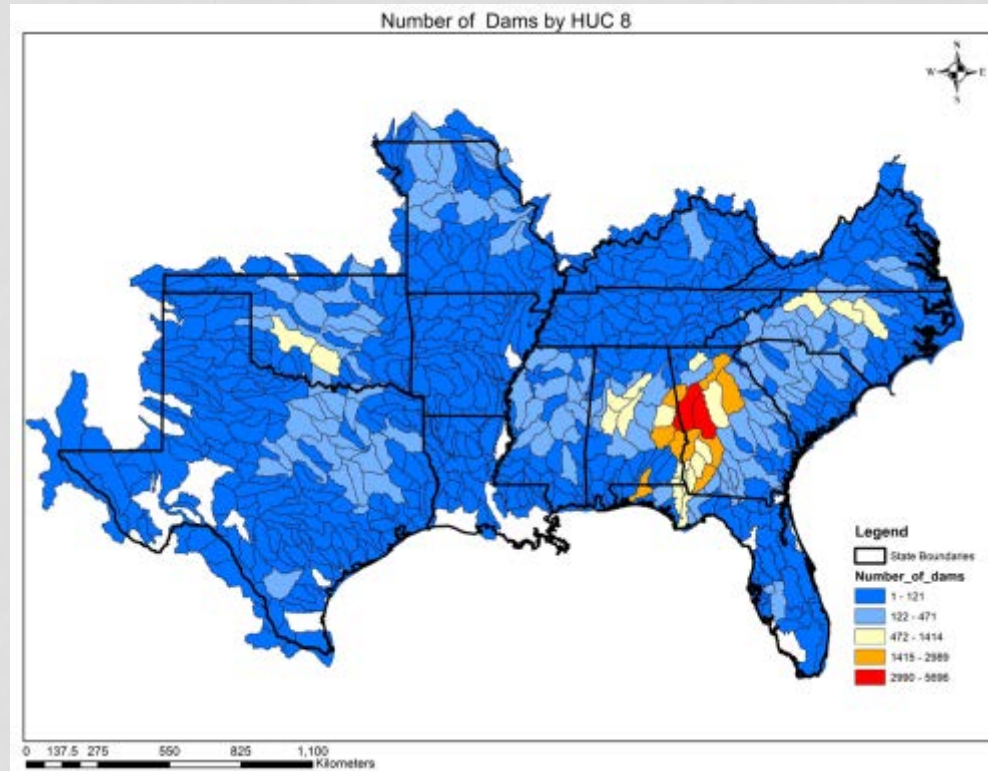 Number of Dams by HUC 8
N
W E
S
Legend
State Boundaries
Number_of_dams
1 - 121
122 - 471
472 - 1414
1415 - 2989
2990 - 5696
0 137.5 275 550 825 1,100
Kilometers